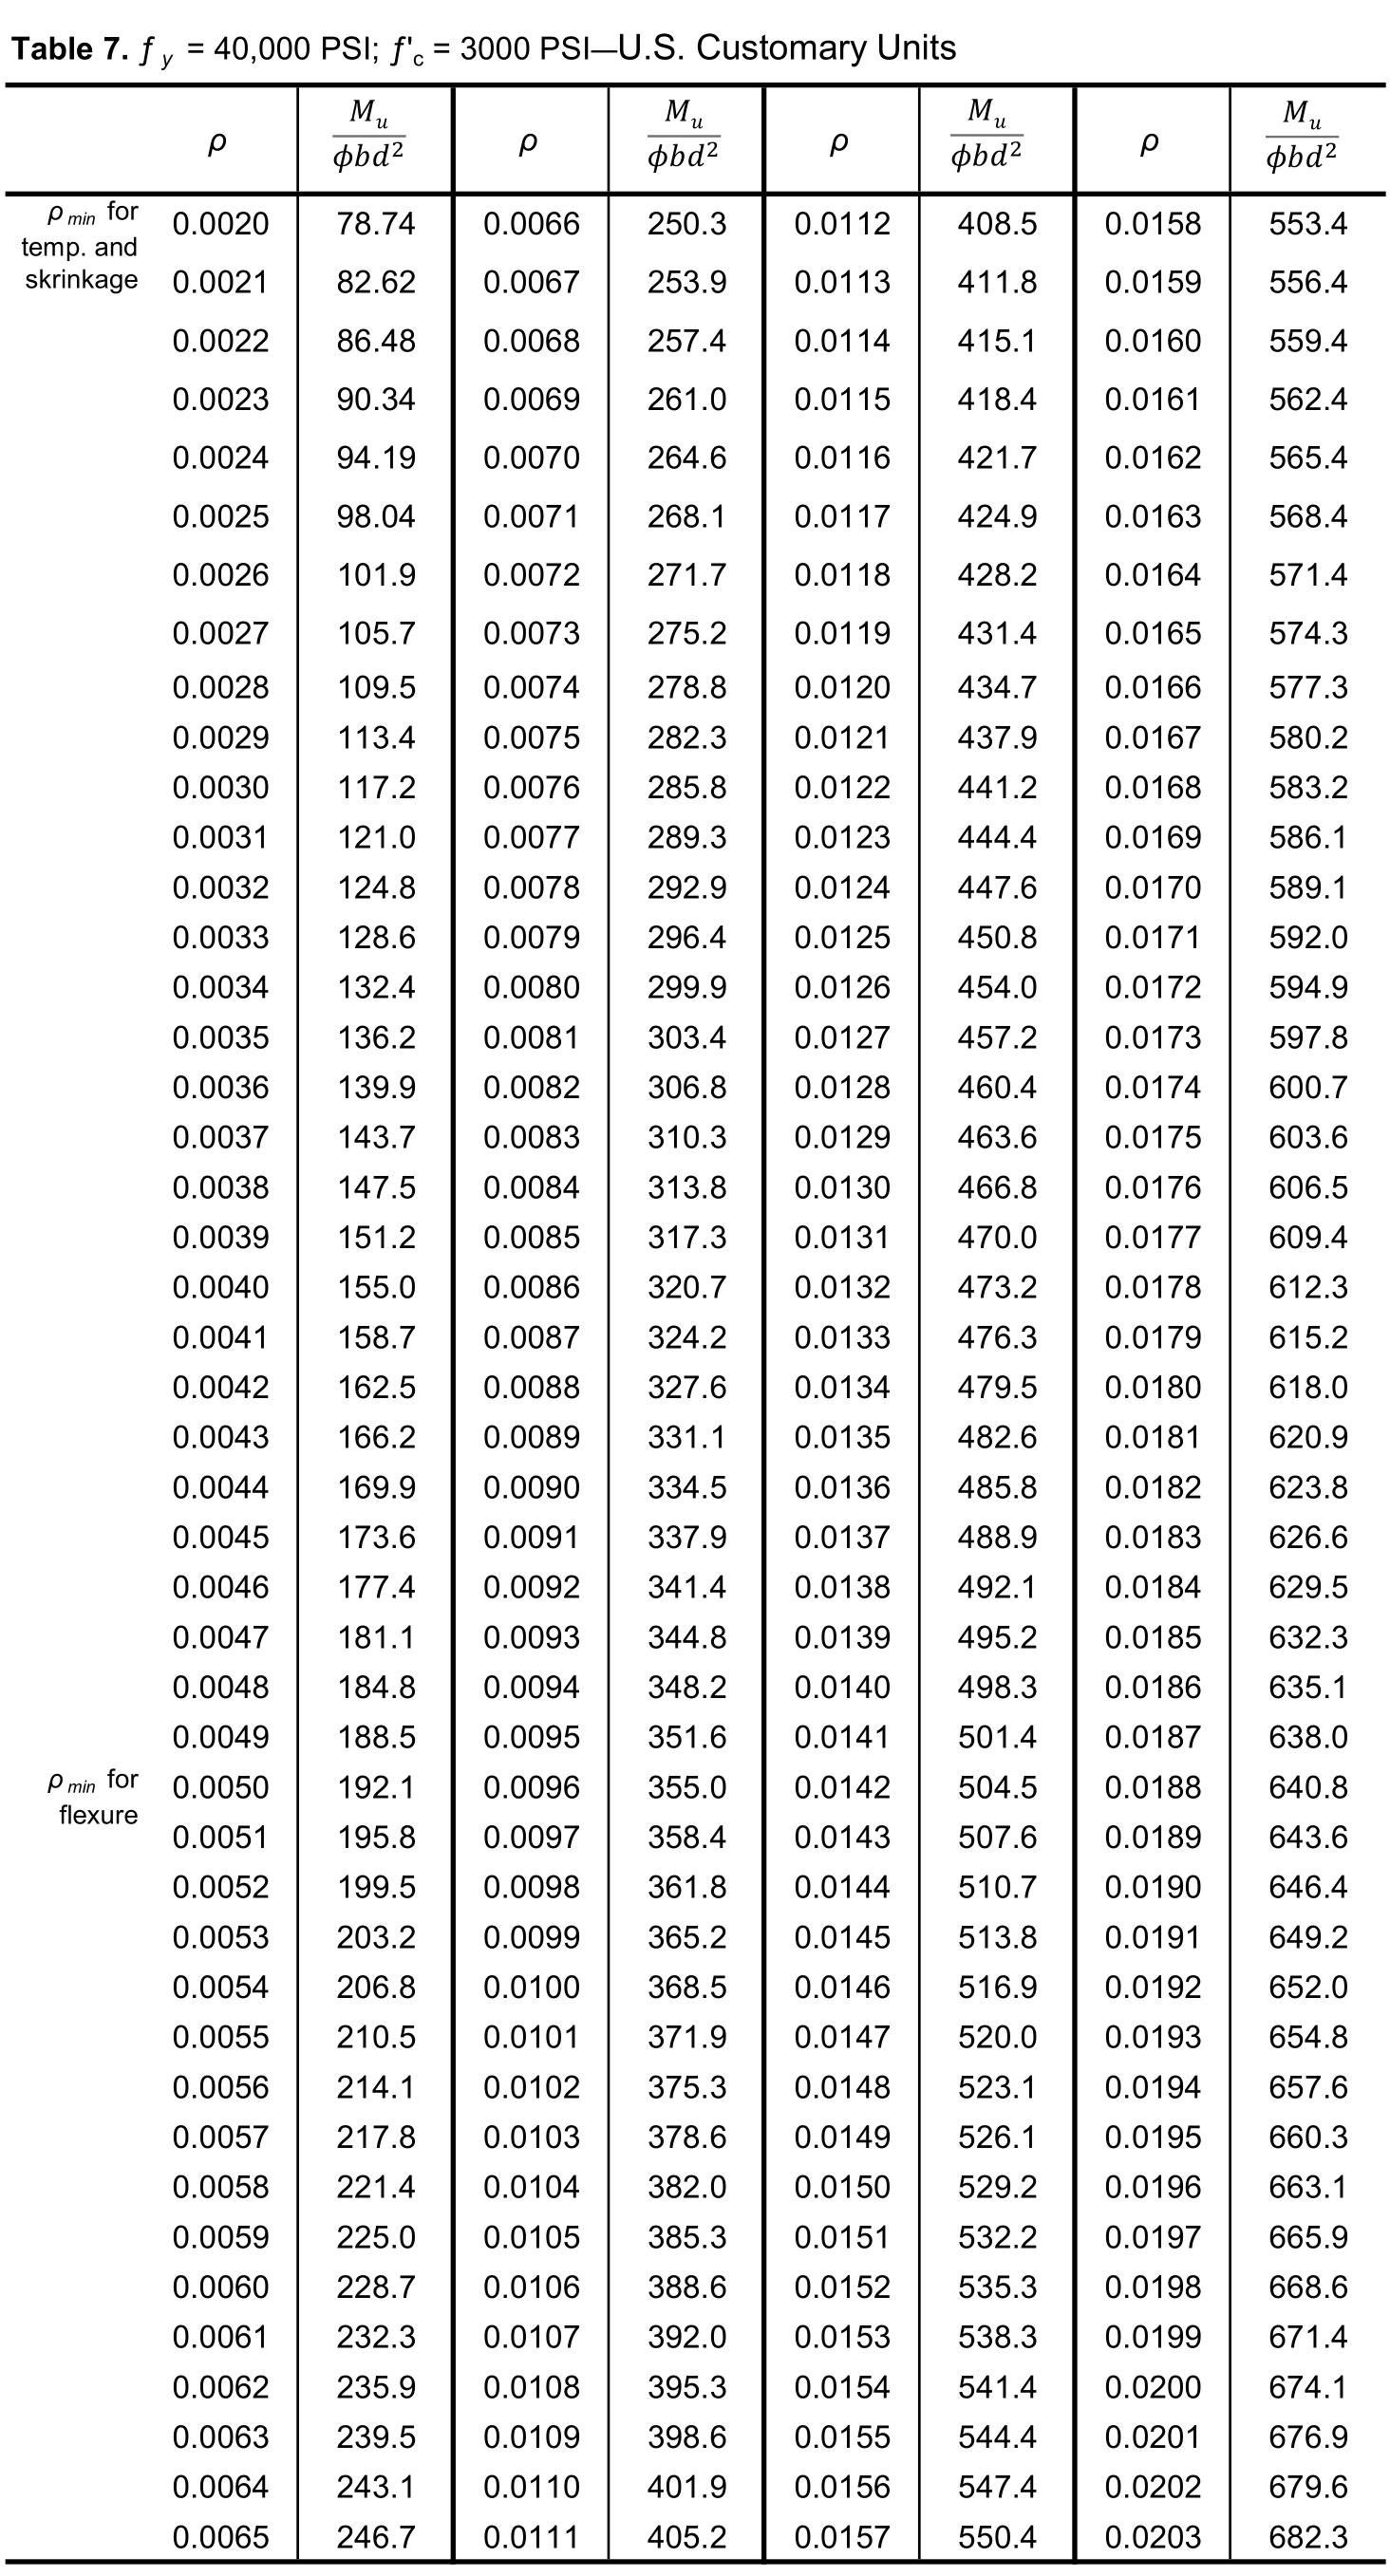 Table 7. ƒ y = 40,000 PSI; ƒ'c = 3000 PSI—U.S. Customary Units
ρ Mu/ϕbd² ρ Mu/ϕbd² ρ Mu/ϕbd² ρ Mu/ϕbd²
ρ min for 0.0020 78.74 0.0066 250.3 0.0112 408.5 0.0158 553.4
temp. and
skrinkage 0.0021 82.62 0.0067 253.9 0.0113 411.8 0.0159 556.4
0.0022 86.48 0.0068 257.4 0.0114 415.1 0.0160 559.4
0.0023 90.34 0.0069 261.0 0.0115 418.4 0.0161 562.4
0.0024 94.19 0.0070 264.6 0.0116 421.7 0.0162 565.4
0.0025 98.04 0.0071 268.1 0.0117 424.9 0.0163 568.4
0.0026 101.9 0.0072 271.7 0.0118 428.2 0.0164 571.4
0.0027 105.7 0.0073 275.2 0.0119 431.4 0.0165 574.3
0.0028 109.5 0.0074 278.8 0.0120 434.7 0.0166 577.3
0.0029 113.4 0.0075 282.3 0.0121 437.9 0.0167 580.2
0.0030 117.2 0.0076 285.8 0.0122 441.2 0.0168 583.2
0.0031 121.0 0.0077 289.3 0.0123 444.4 0.0169 586.1
0.0032 124.8 0.0078 292.9 0.0124 447.6 0.0170 589.1
0.0033 128.6 0.0079 296.4 0.0125 450.8 0.0171 592.0
0.0034 132.4 0.0080 299.9 0.0126 454.0 0.0172 594.9
0.0035 136.2 0.0081 303.4 0.0127 457.2 0.0173 597.8
0.0036 139.9 0.0082 306.8 0.0128 460.4 0.0174 600.7
0.0037 143.7 0.0083 310.3 0.0129 463.6 0.0175 603.6
0.0038 147.5 0.0084 313.8 0.0130 466.8 0.0176 606.5
0.0039 151.2 0.0085 317.3 0.0131 470.0 0.0177 609.4
0.0040 155.0 0.0086 320.7 0.0132 473.2 0.0178 612.3
0.0041 158.7 0.0087 324.2 0.0133 476.3 0.0179 615.2
0.0042 162.5 0.0088 327.6 0.0134 479.5 0.0180 618.0
0.0043 166.2 0.0089 331.1 0.0135 482.6 0.0181 620.9
0.0044 169.9 0.0090 334.5 0.0136 485.8 0.0182 623.8
0.0045 173.6 0.0091 337.9 0.0137 488.9 0.0183 626.6
0.0046 177.4 0.0092 341.4 0.0138 492.1 0.0184 629.5
0.0047 181.1 0.0093 344.8 0.0139 495.2 0.0185 632.3
0.0048 184.8 0.0094 348.2 0.0140 498.3 0.0186 635.1
0.0049 188.5 0.0095 351.6 0.0141 501.4 0.0187 638.0
ρ min for 0.0050 192.1 0.0096 355.0 0.0142 504.5 0.0188 640.8
flexure 0.0051 195.8 0.0097 358.4 0.0143 507.6 0.0189 643.6
0.0052 199.5 0.0098 361.8 0.0144 510.7 0.0190 646.4
0.0053 203.2 0.0099 365.2 0.0145 513.8 0.0191 649.2
0.0054 206.8 0.0100 368.5 0.0146 516.9 0.0192 652.0
0.0055 210.5 0.0101 371.9 0.0147 520.0 0.0193 654.8
0.0056 214.1 0.0102 375.3 0.0148 523.1 0.0194 657.6
0.0057 217.8 0.0103 378.6 0.0149 526.1 0.0195 660.3
0.0058 221.4 0.0104 382.0 0.0150 529.2 0.0196 663.1
0.0059 225.0 0.0105 385.3 0.0151 532.2 0.0197 665.9
0.0060 228.7 0.0106 388.6 0.0152 535.3 0.0198 668.6
0.0061 232.3 0.0107 392.0 0.0153 538.3 0.0199 671.4
0.0062 235.9 0.0108 395.3 0.0154 541.4 0.0200 674.1
0.0063 239.5 0.0109 398.6 0.0155 544.4 0.0201 676.9
0.0064 243.1 0.0110 401.9 0.0156 547.4 0.0202 679.6
0.0065 246.7 0.0111 405.2 0.0157 550.4 0.0203 682.3